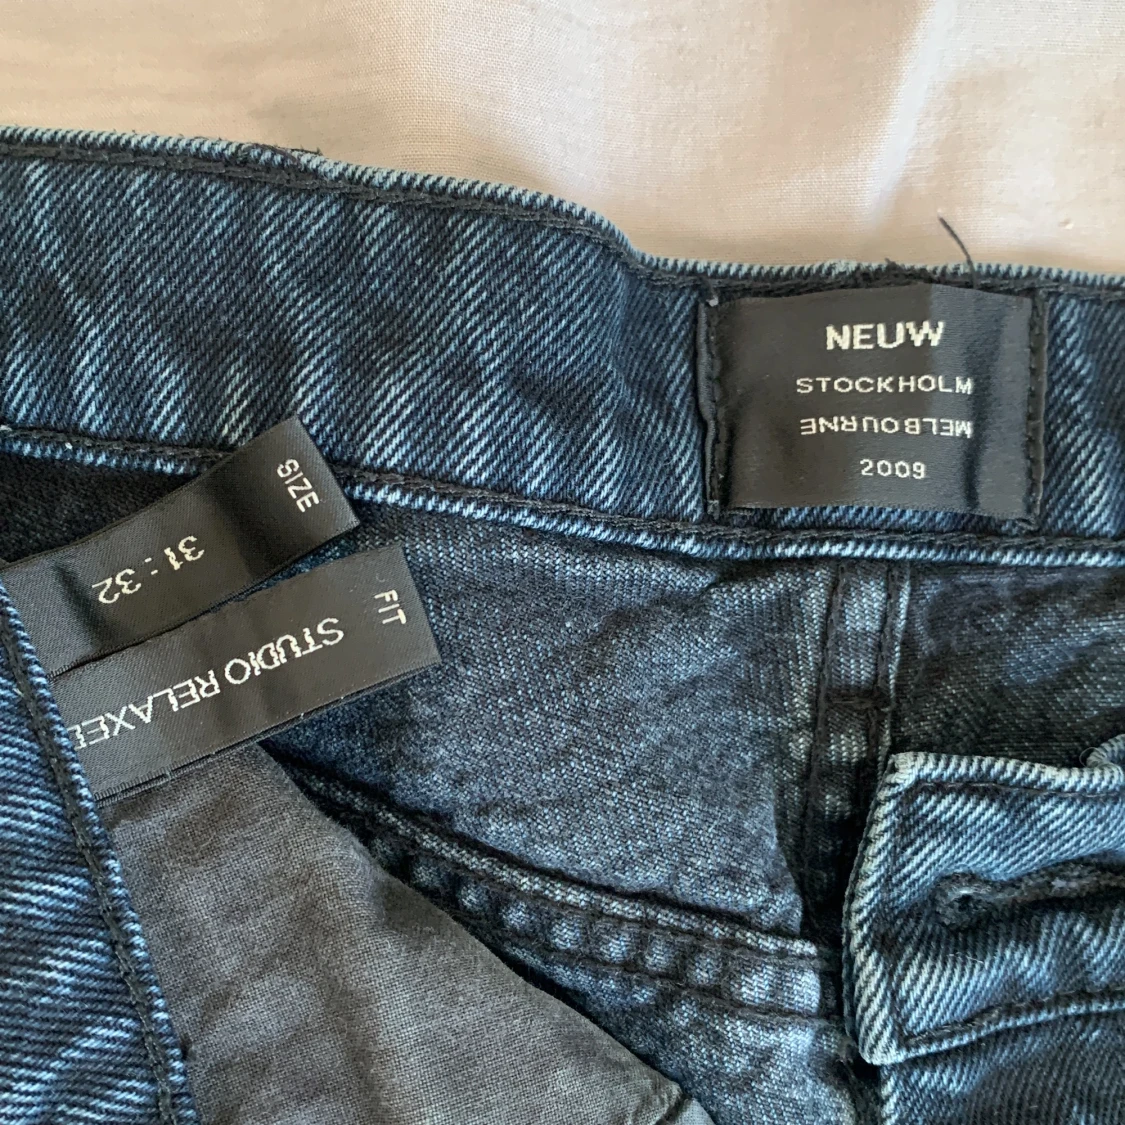 NEUW
STOCKHOLM
MELBOURNE
2009
SIZE
31:32
FIT
STUDIO RELAXED